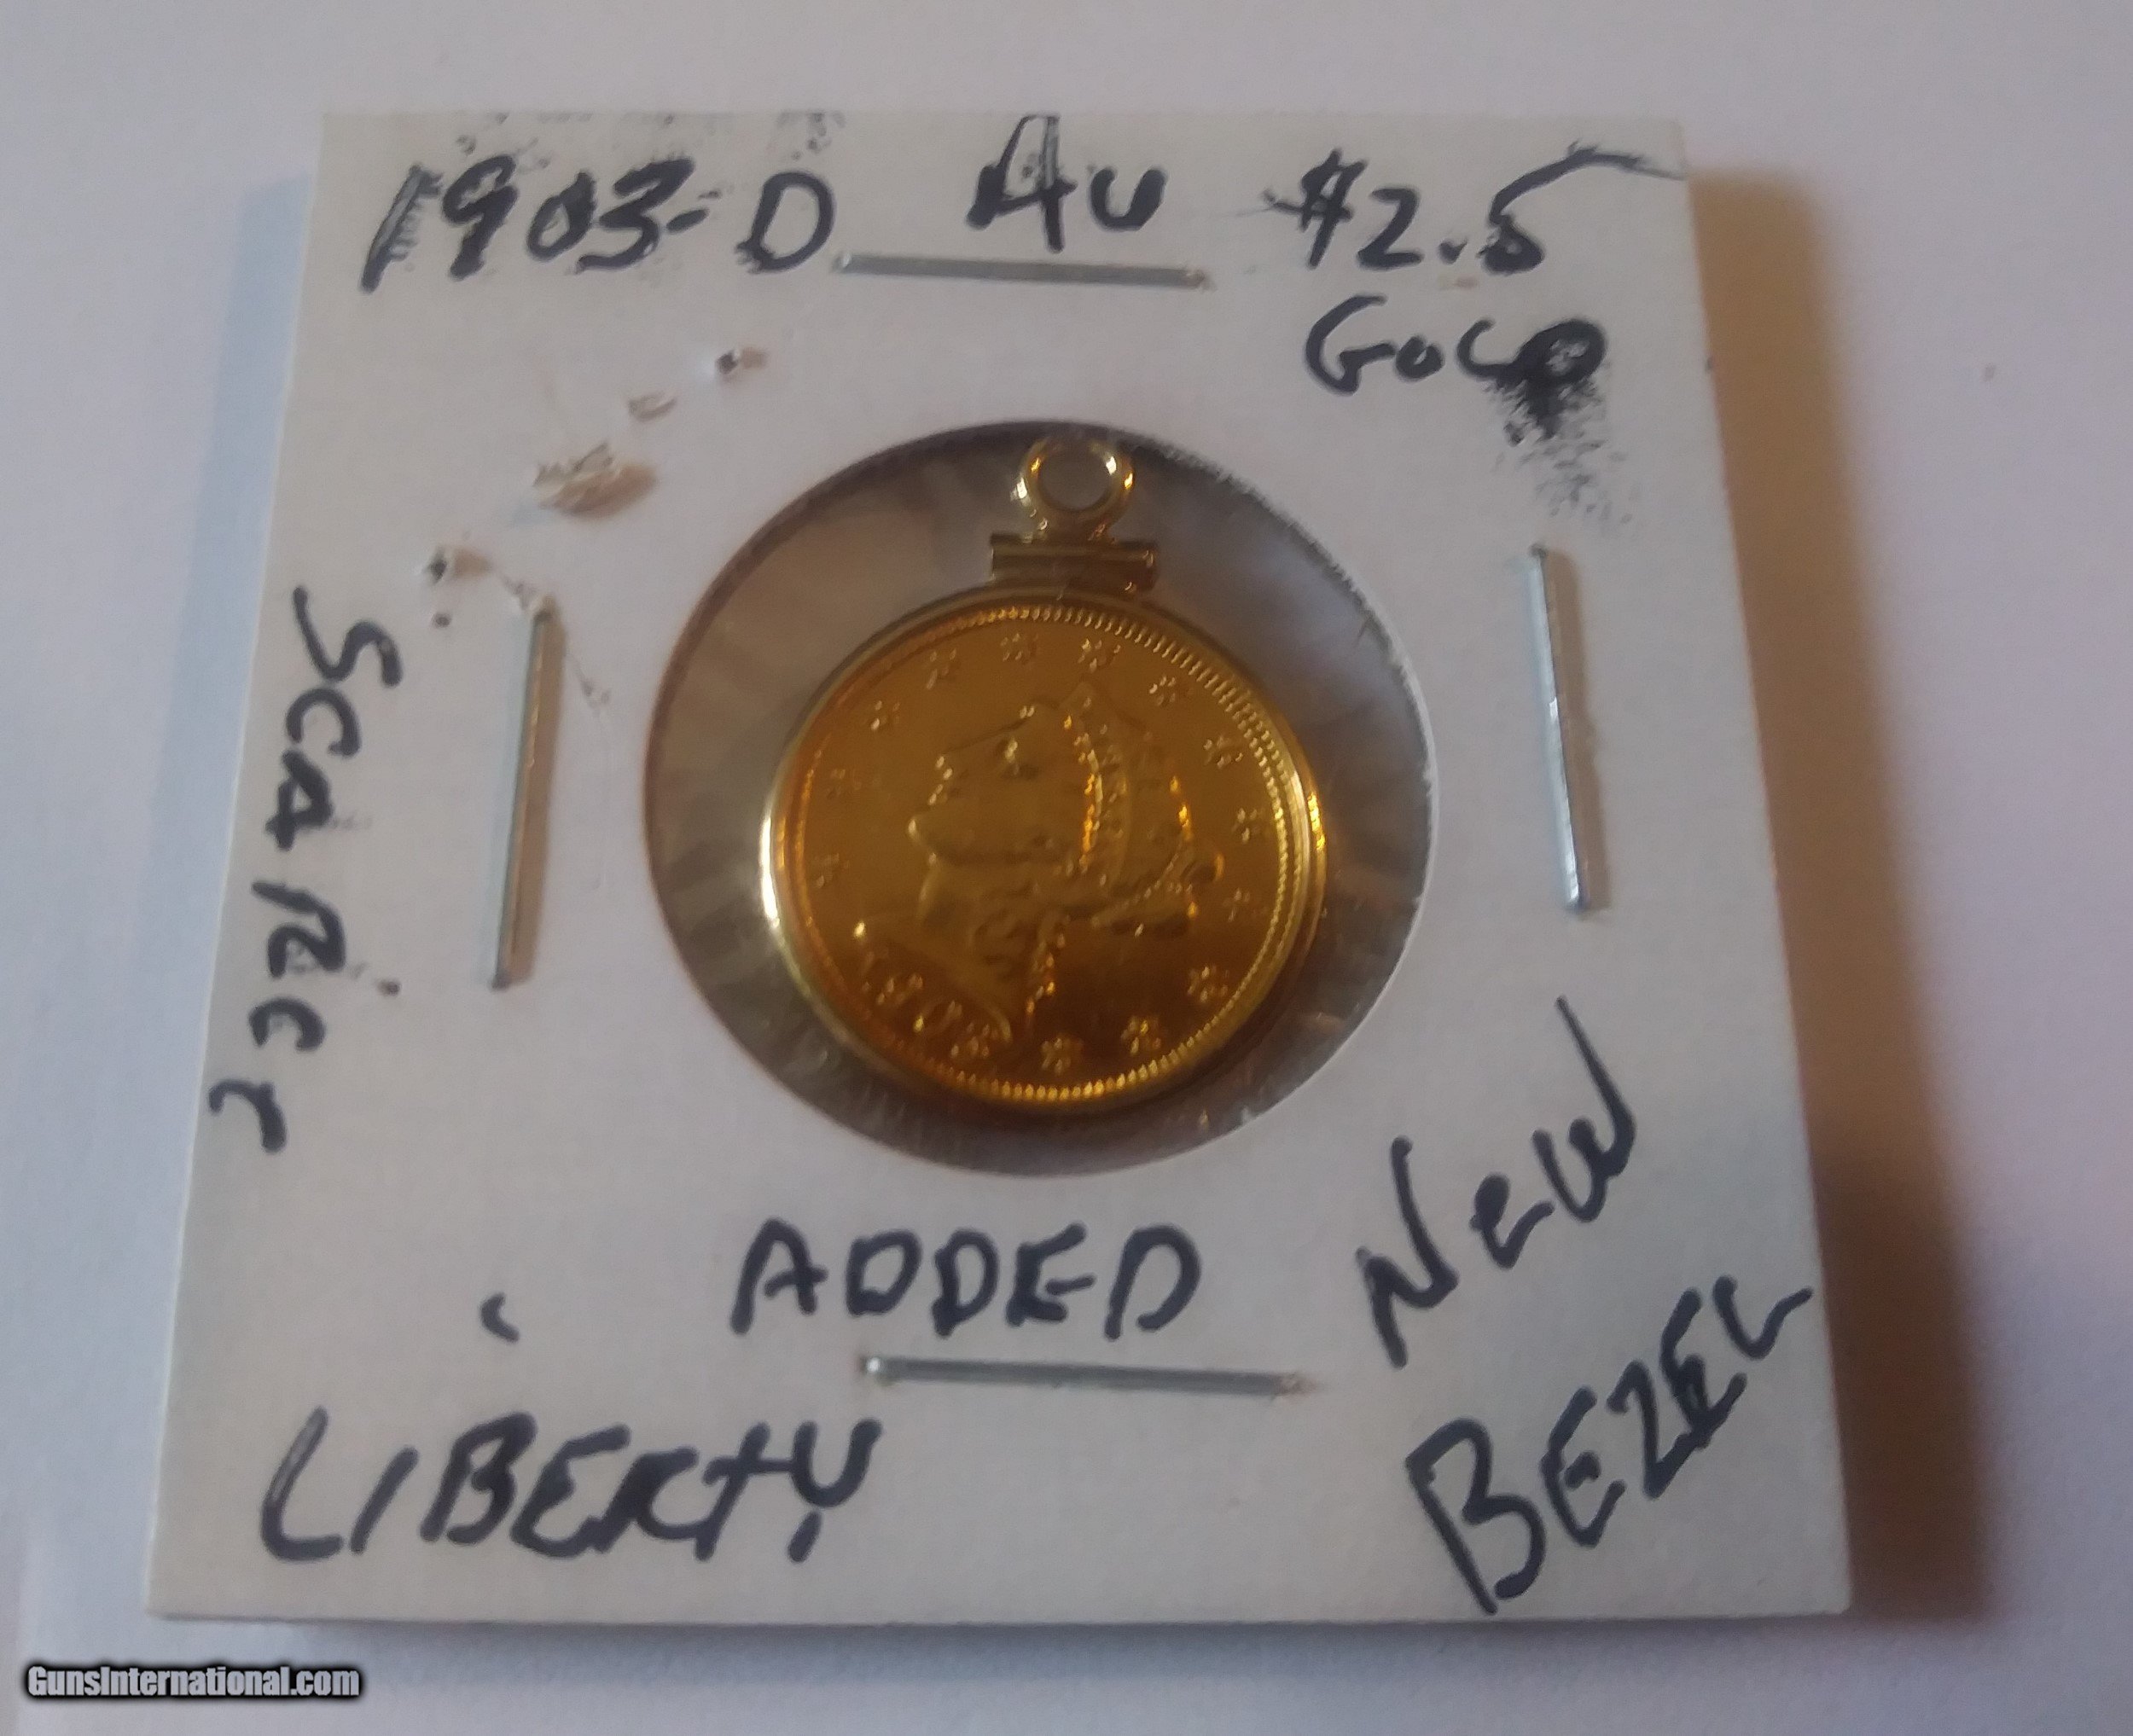 1903-D AU $2.5
GOLD
SCARCE
ADDED
NEW
BEZEL
LIBERTY
GunsInternational.com